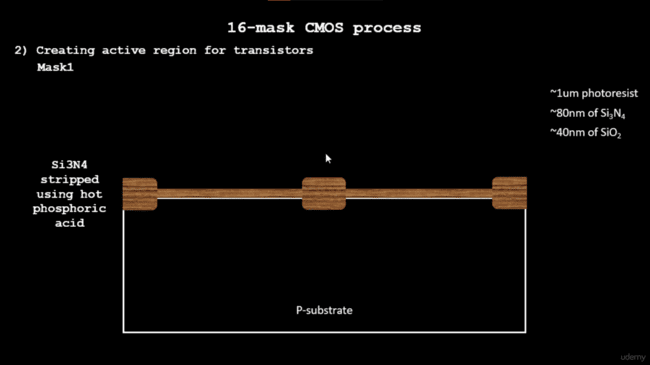 16-mask CMOS process
2) Creating active region for transistors
Mask1
~1um photoresist
~80nm of Si₃N₄
~40nm of SiO₂
Si3N4
stripped
using hot
phosphoric
acid
P-substrate
udemy